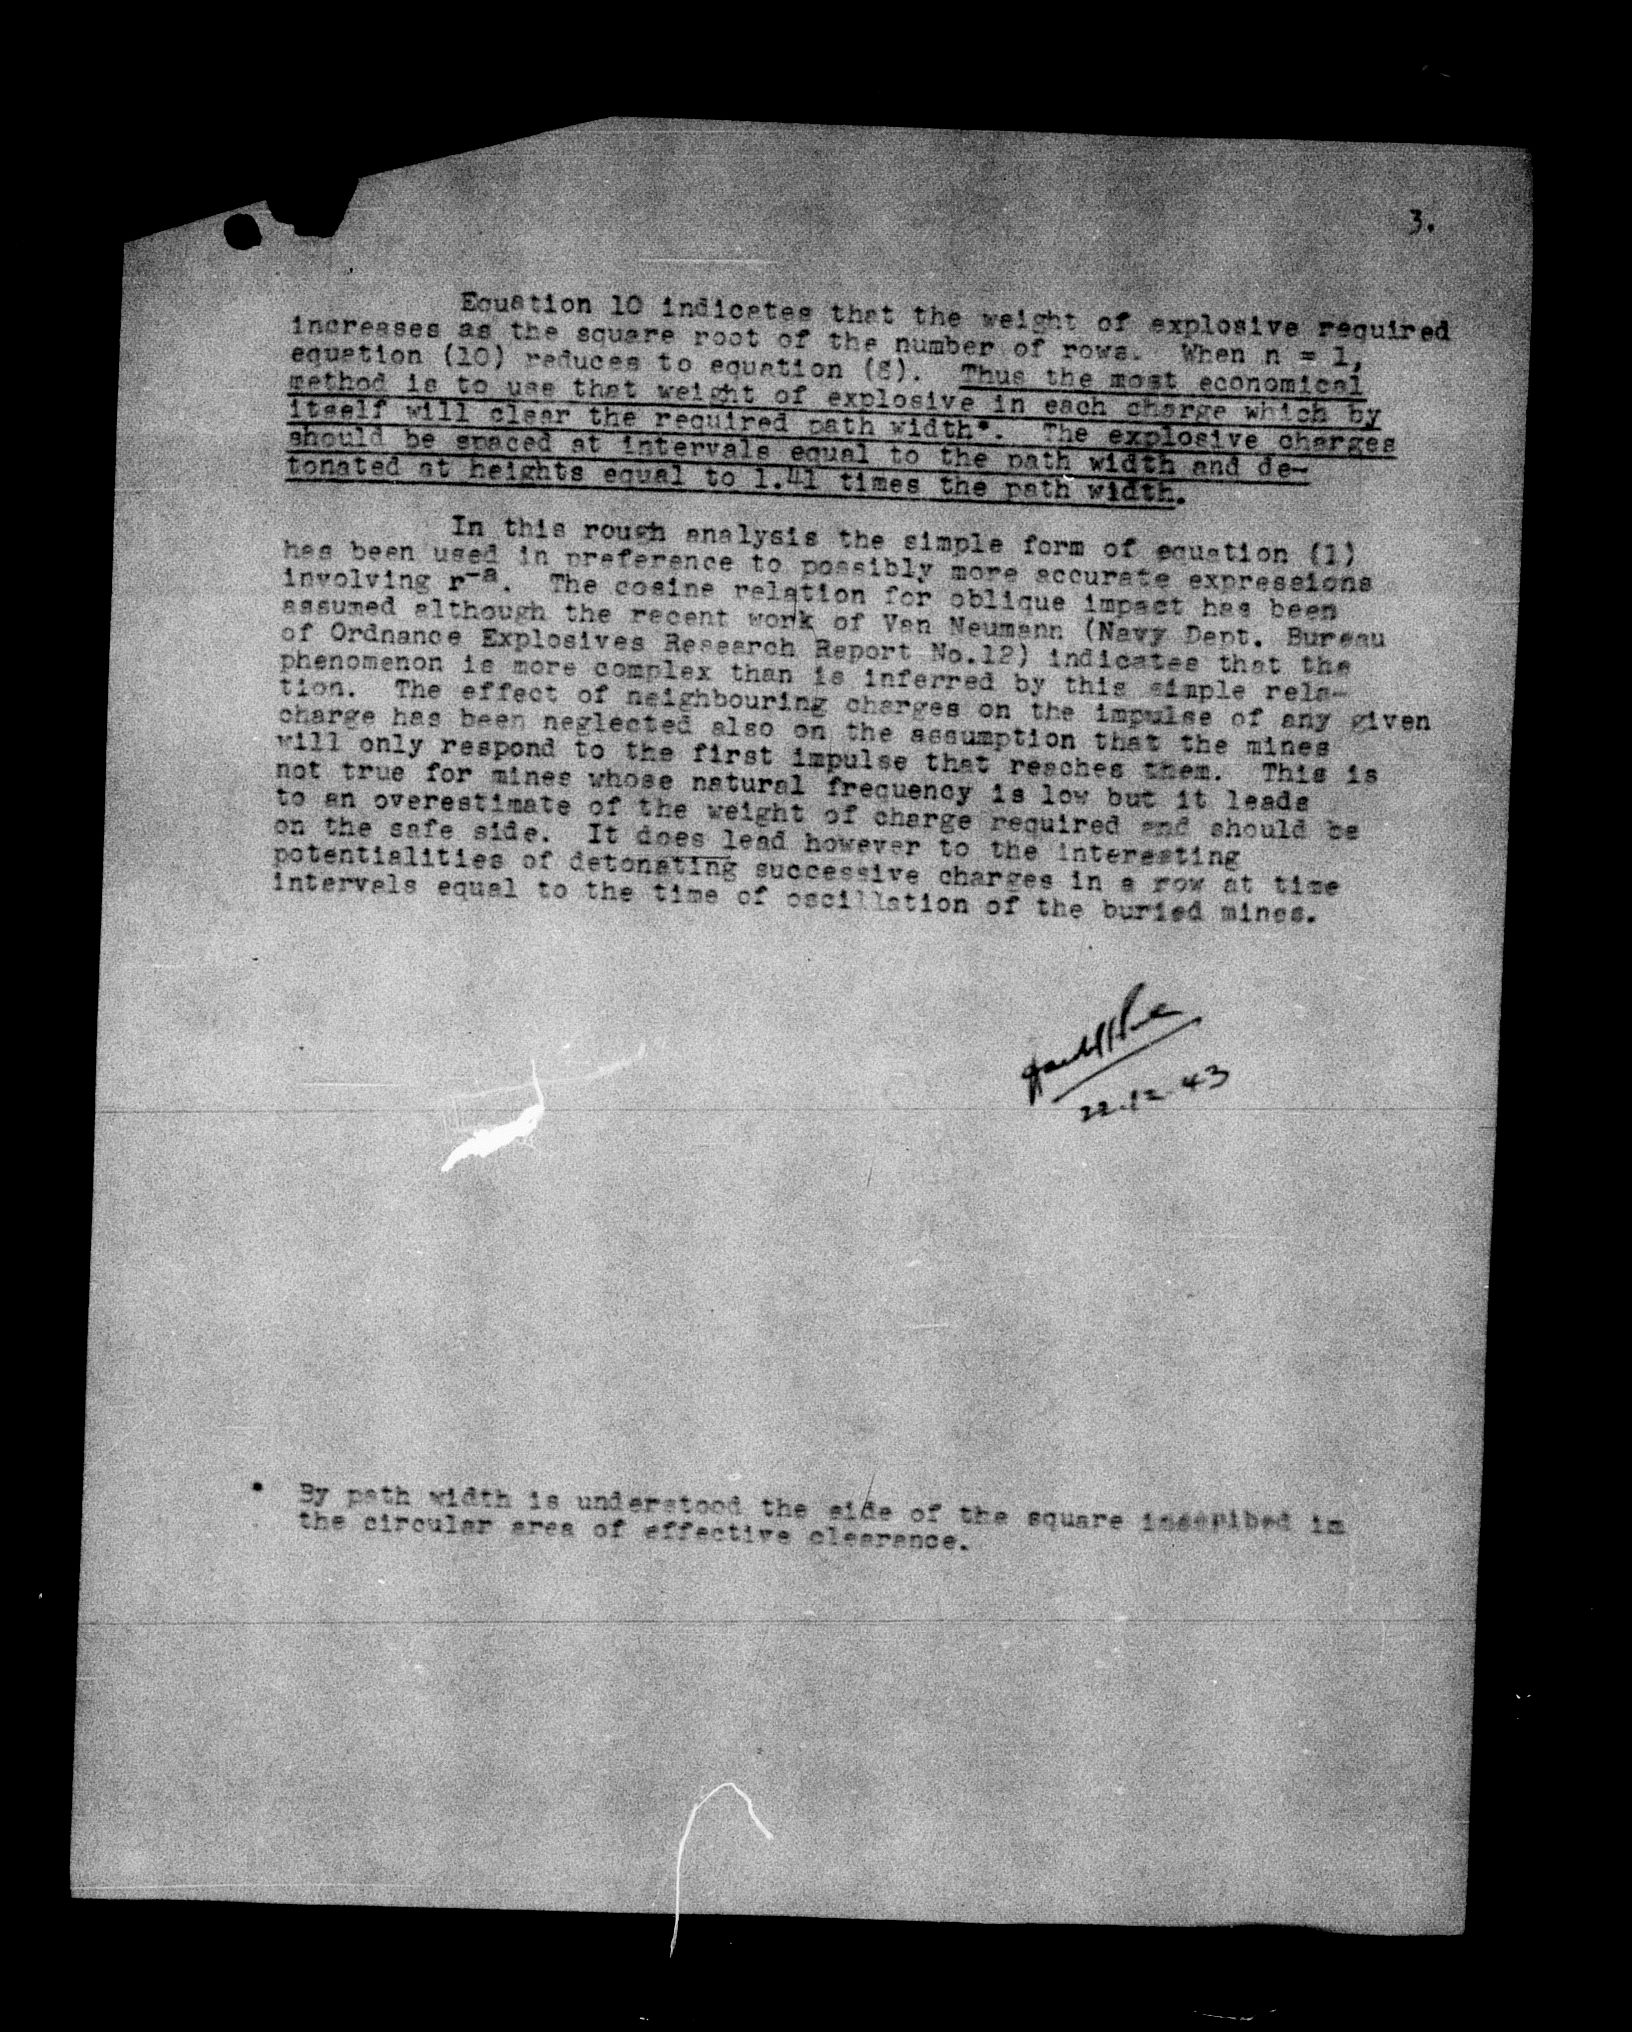 3.
Equation 10 indicates that the weight of explosive required
increases as the square root of the number of rows. When n = 1,
equation (10) reduces to equation (8). Thus the most economical
method is to use that weight of explosive in each charge which by
itself will clear the required path width*. The explosive charges
should be spaced at intervals equal to the path width and de-
tonated at heights equal to 1.41 times the path width.
In this rough analysis the simple form of equation (1)
has been used in preference to possibly more accurate expressions
involving r-a. The cosine relation for oblique impact has been
assumed although the recent work of Van Neumann (Navy Dept. Bureau
of Ordnance Explosives Research Report No.12) indicates that the
phenomenon is more complex than is inferred by this simple rela-
tion. The effect of neighbouring charges on the impulse of any given
charge has been neglected also on the assumption that the mines
will only respond to the first impulse that reaches them. This is
not true for mines whose natural frequency is low but it leads
to an overestimate of the weight of charge required and should be
on the safe side. It does lead however to the interesting
potentialities of detonating successive charges in a row at time
intervals equal to the time of oscillation of the buried mines.
22.12.43
* By path width is understood the side of the square inscribed in
the circular area of effective clearance.